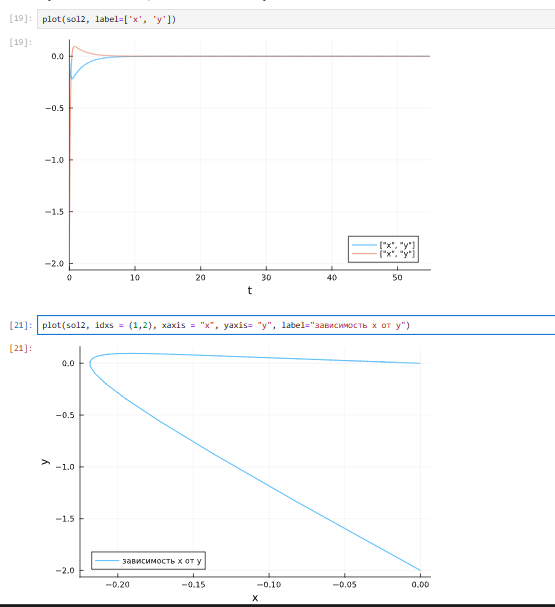 [19]: plot(sol2, label=['x', 'y'])
[19]:
0.0
−0.5
−1.0
−1.5
−2.0
0 10 20 30 40 50
t
["x", "y"]
["x", "y"]
[21]: plot(sol2, idxs = (1,2), xaxis = "x", yaxis= "y", label="зависимость x от y")
[21]:
0.0
−0.5
−1.0
−1.5
−2.0
y
зависимость x от y
−0.20 −0.15 −0.10 −0.05 0.00
x